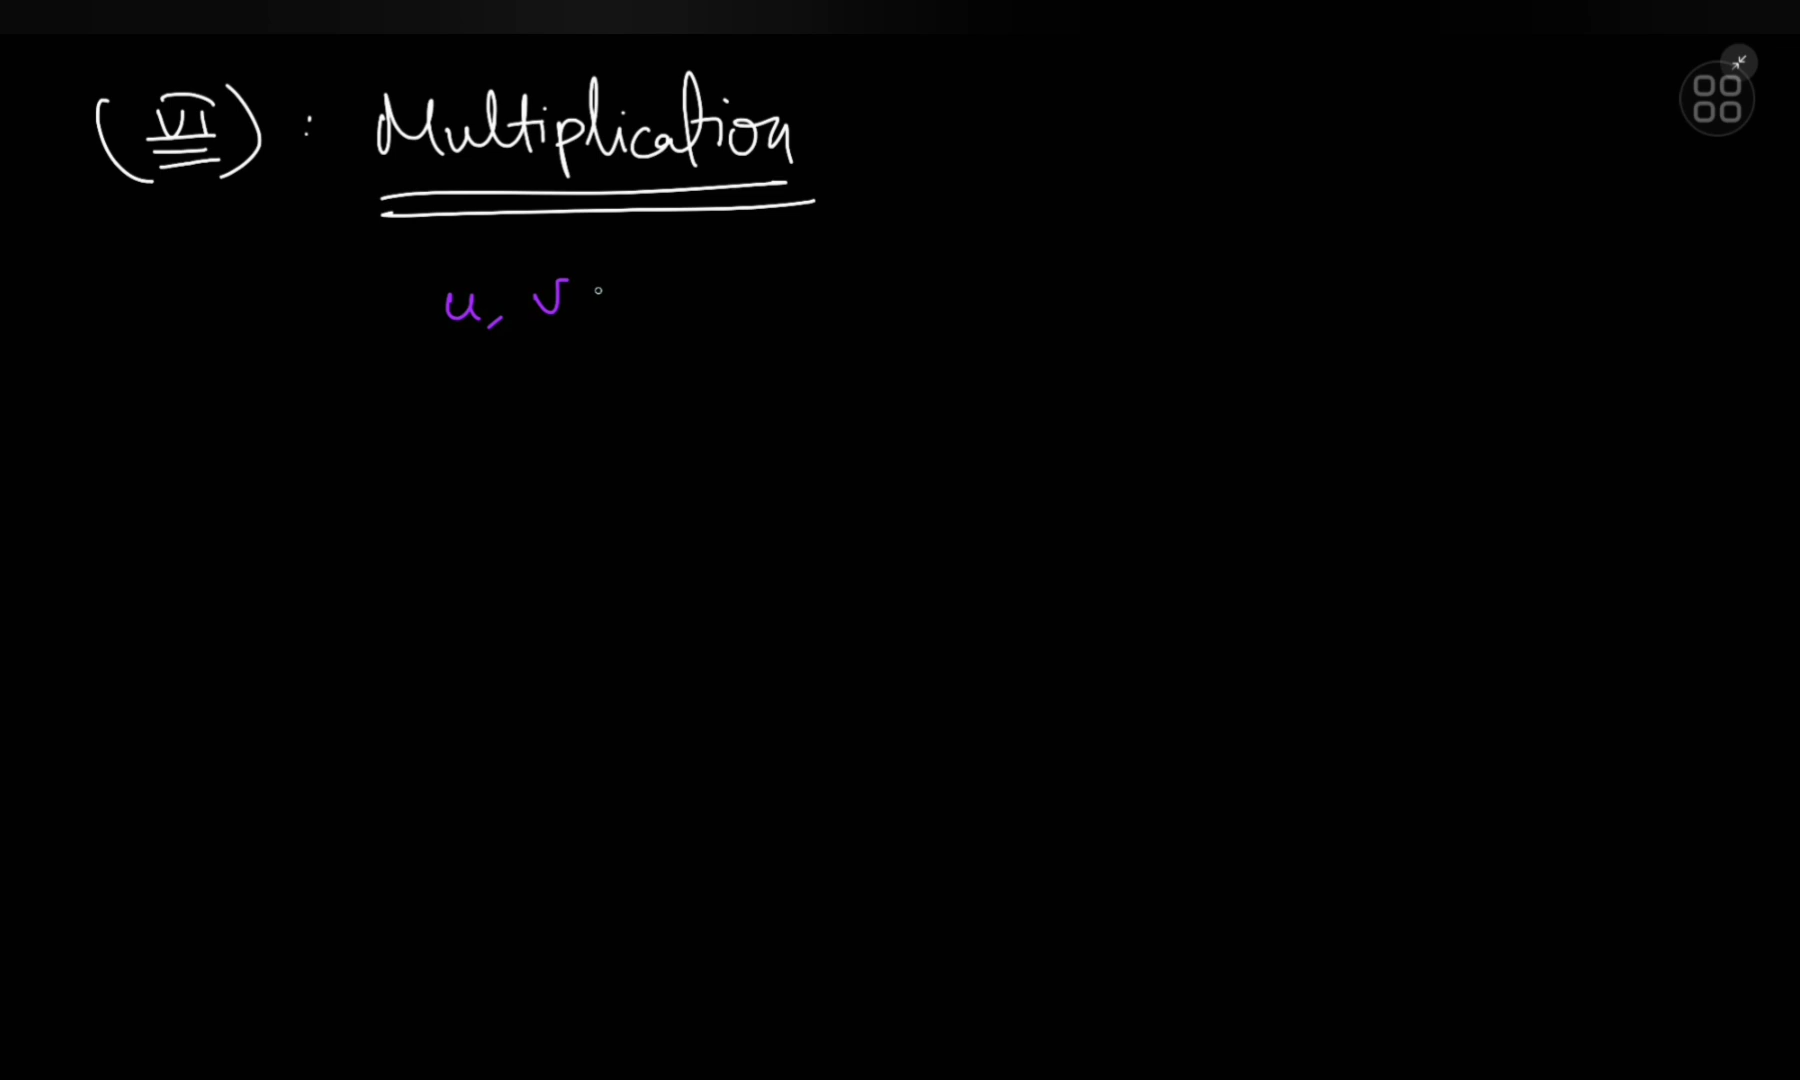 (VI) : Multiplication
u, v